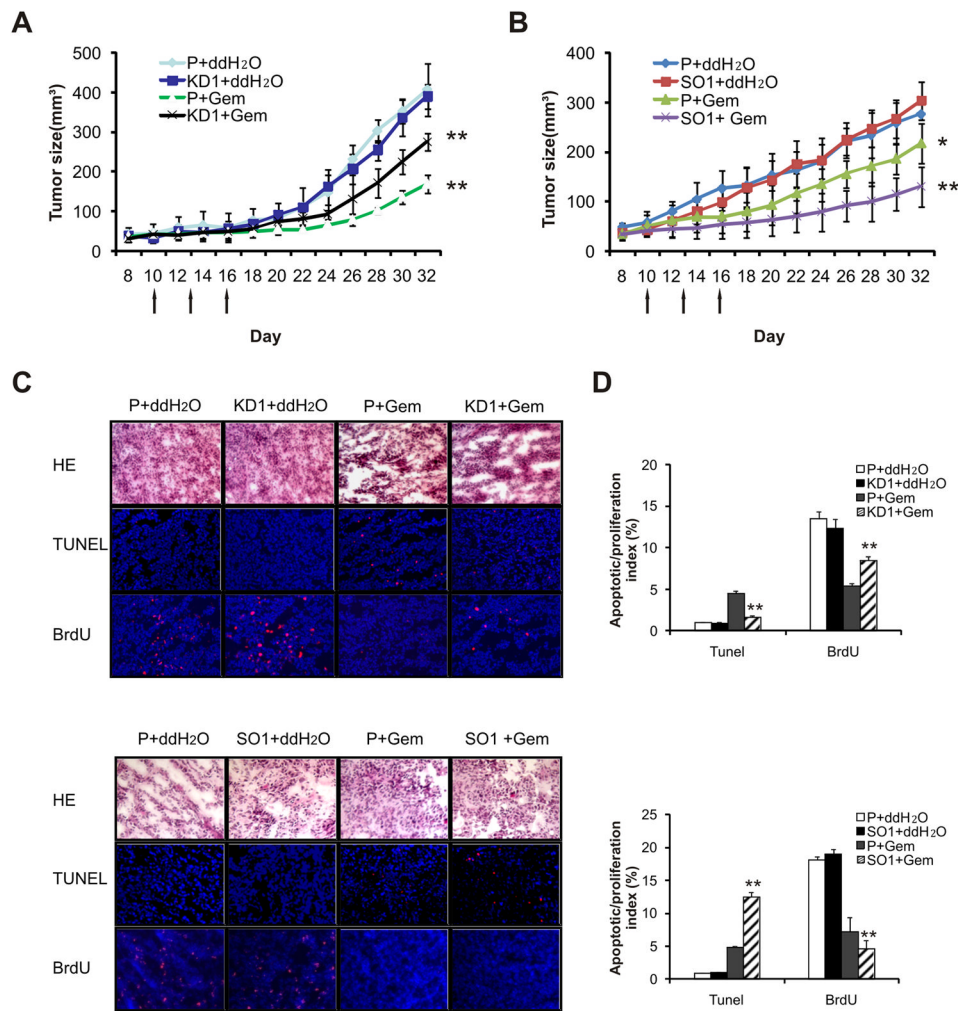 A
P+ddH₂O
KD1+ddH₂O
P+Gem
KD1+Gem
Tumor size(mm³)
500
400
300
200
100
0
**
**
8 10 12 14 16 18 20 22 24 26 28 30 32
Day
B
P+ddH₂O
SO1+ddH₂O
P+Gem
SO1+ Gem
Tumor size(mm³)
400
300
200
100
0
*
**
8 10 12 14 16 18 20 22 24 26 28 30 32
Day
C
P+ddH₂O KD1+ddH₂O P+Gem KD1+Gem
HE
TUNEL
BrdU
P+ddH₂O SO1+ddH₂O P+Gem SO1 +Gem
HE
TUNEL
BrdU
D
P+ddH₂O
KD1+ddH₂O
P+Gem
KD1+Gem
Apoptotic/proliferation
index (%)
20
15
10
5
0
**
**
Tunel BrdU
P+ddH₂O
SO1+ddH₂O
P+Gem
SO1+Gem
Apoptotic/proliferation
index (%)
25
20
15
10
5
0
**
**
Tunel BrdU